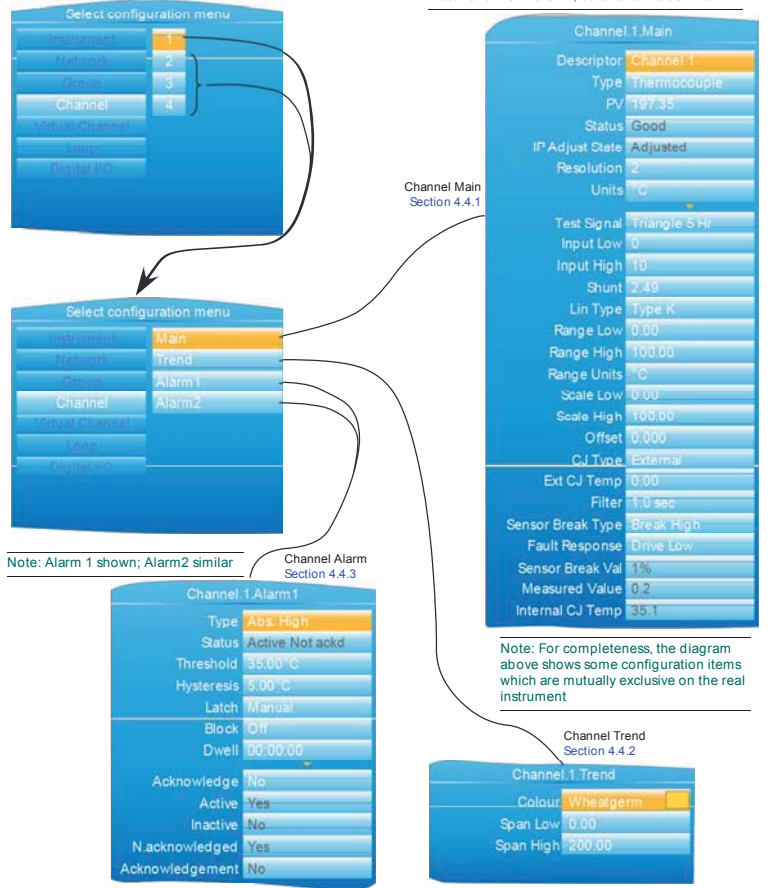 Select configuration menu
Instrument 1
Network 2
Group 3
Channel 4
Virtual Channel
Loop
Digital I/O
Select configuration menu
Instrument Main
Network Trend
Group Alarm1
Channel Alarm2
Virtual Channel
Loop
Digital I/O
Channel Main
Section 4.4.1
Channel.1.Main
Descriptor Channel 1
Type Thermocouple
PV 197.35
Status Good
IP Adjust State Adjusted
Resolution 2
Units °C
Test Signal Triangle 5 Hr
Input Low 0
Input High 10
Shunt 2.49
Lin Type Type K
Range Low 0.00
Range High 100.00
Range Units °C
Scale Low 0.00
Scale High 100.00
Offset 0.000
CJ Type External
Ext CJ Temp 0.00
Filter 1.0 sec
Sensor Break Type Break High
Fault Response Drive Low
Sensor Break Val 1%
Measured Value 0.2
Internal CJ Temp 35.1
Note: For completeness, the diagram
above shows some configuration items
which are mutually exclusive on the real
instrument
Note: Alarm 1 shown; Alarm2 similar
Channel Alarm
Section 4.4.3
Channel.1.Alarm1
Type Abs. High
Status Active Not ackd
Threshold 35.00°C
Hysteresis 5.00°C
Latch Manual
Block Off
Dwell 00:00:00
Acknowledge No
Active Yes
Inactive No
N.acknowledged Yes
Acknowledgement No
Channel Trend
Section 4.4.2
Channel.1.Trend
Colour Wheatgerm
Span Low 0.00
Span High 200.00